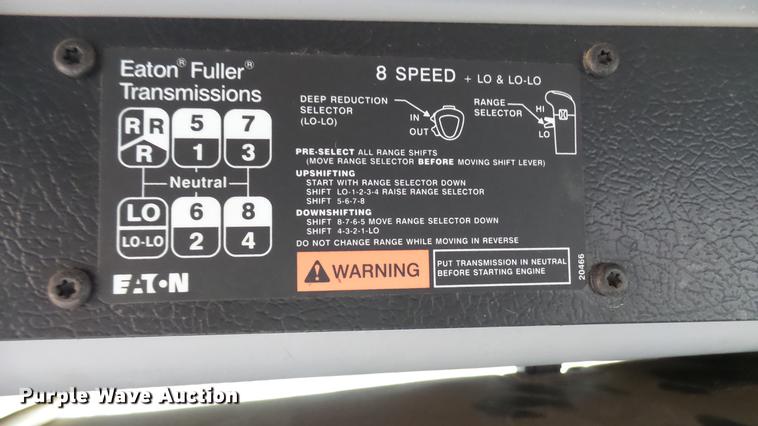 Eaton® Fuller®
Transmissions
8 SPEED + LO & LO-LO
R R 5 7
R 1 3
Neutral
LO 6 8
LO-LO 2 4
EATON
DEEP REDUCTION
SELECTOR
(LO-LO)
IN
OUT
RANGE
SELECTOR
HI
LO
PRE-SELECT ALL RANGE SHIFTS
(MOVE RANGE SELECTOR BEFORE MOVING SHIFT LEVER)
UPSHIFTING
START WITH RANGE SELECTOR DOWN
SHIFT LO-1-2-3-4 RAISE RANGE SELECTOR
SHIFT 5-6-7-8
DOWNSHIFTING
SHIFT 8-7-6-5 MOVE RANGE SELECTOR DOWN
SHIFT 4-3-2-1-LO
DO NOT CHANGE RANGE WHILE MOVING IN REVERSE
WARNING
PUT TRANSMISSION IN NEUTRAL
BEFORE STARTING ENGINE
20466
Purple Wave Auction